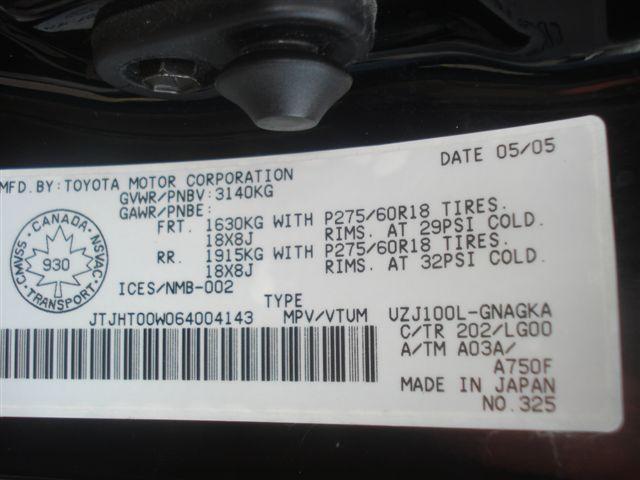 DATE 05/05
MFD.BY:TOYOTA MOTOR CORPORATION
GVWR/PNBV:3140KG
GAWR/PNBE:
FRT. 1630KG WITH P275/60R18 TIRES.
18X8J RIMS. AT 29PSI COLD.
RR. 1915KG WITH P275/60R18 TIRES.
18X8J RIMS. AT 32PSI COLD.
CANADA
CMVSS 930 NSVAC
TRANSPORT
ICES/NMB-002
TYPE
JTJHT00W064004143 MPV/VTUM UZJ100L-GNAGKA
C/TR 202/LG00
A/TM A03A/
A750F
MADE IN JAPAN
NO.325